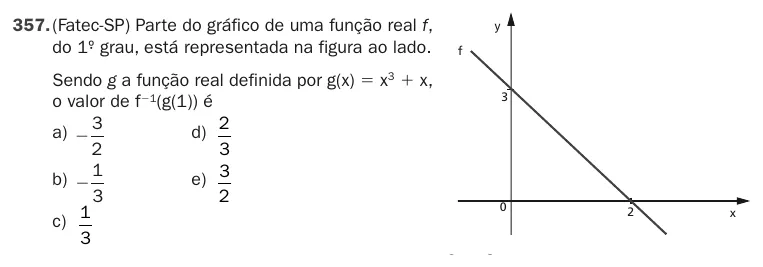 357. (Fatec-SP) Parte do gráfico de uma função real f,
do 1º grau, está representada na figura ao lado.
Sendo g a função real definida por g(x) = x³ + x,
o valor de f⁻¹(g(1)) é
a) −3/2
d) 2/3
b) −1/3
e) 3/2
c) 1/3
y
f
3
0
2
x